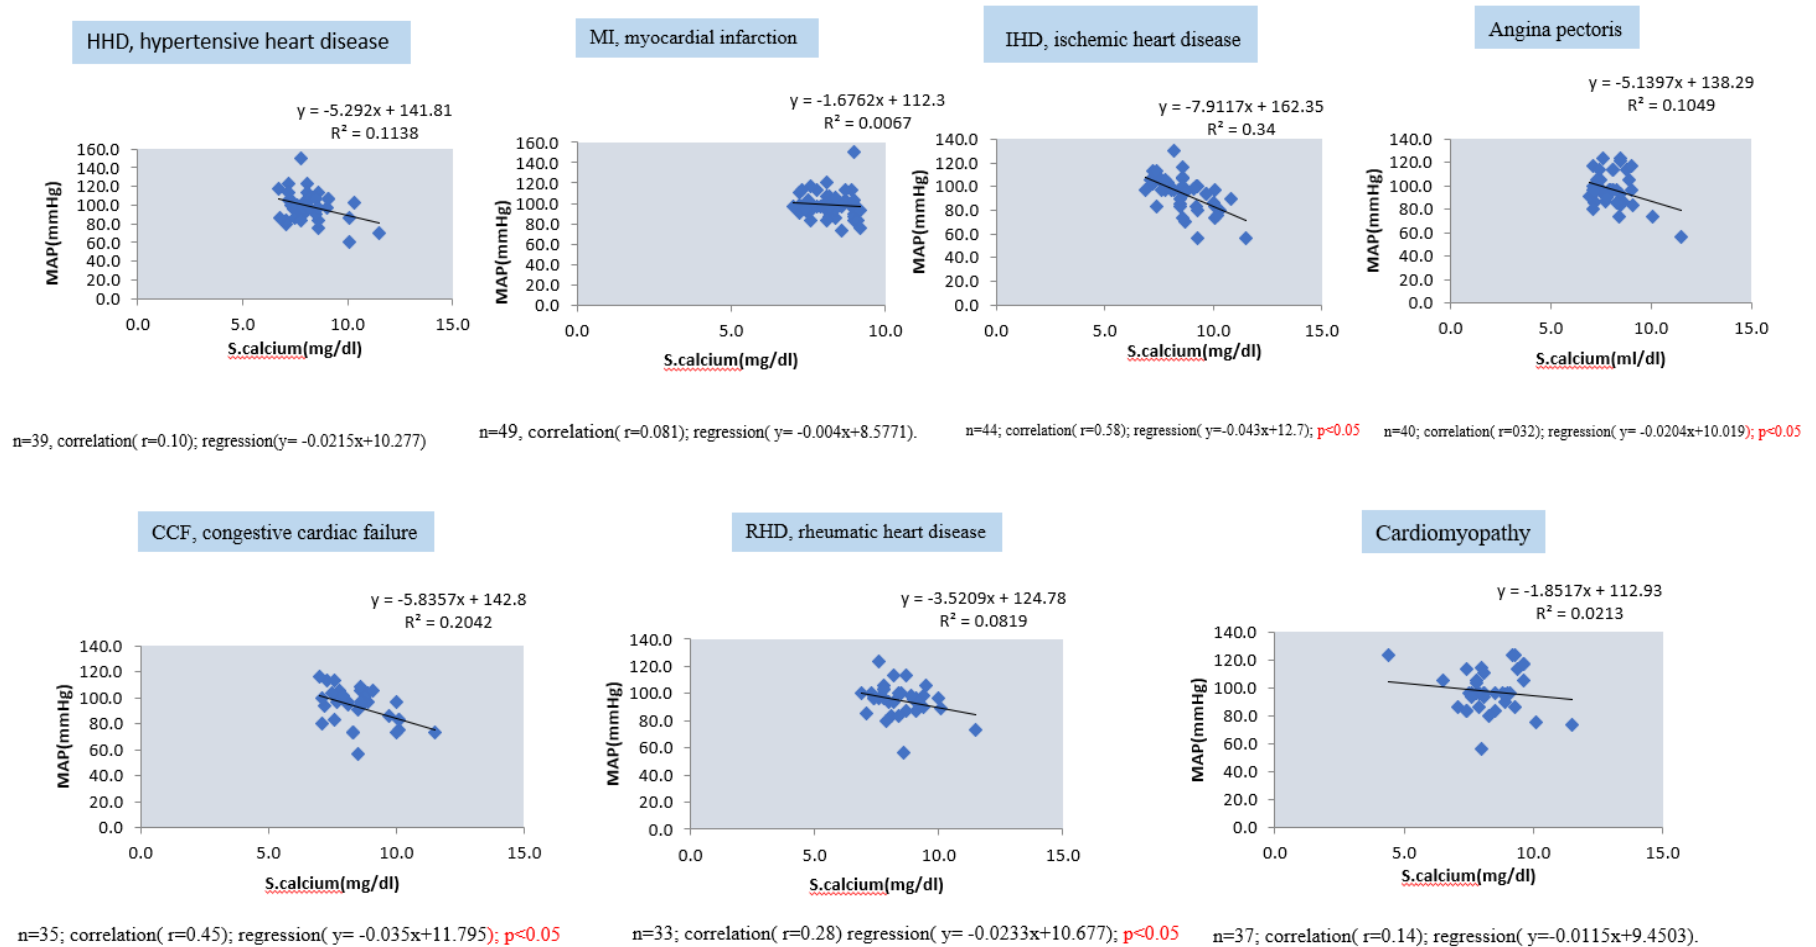 HHD, hypertensive heart disease
y = -5.292x + 141.81
R² = 0.1138
MAP(mmHg)
160.0
140.0
120.0
100.0
80.0
60.0
40.0
20.0
0.0
0.0 5.0 10.0 15.0
S.calcium(mg/dl)
n=39, correlation( r=0.10); regression(y= -0.0215x+10.277)
MI, myocardial infarction
y = -1.6762x + 112.3
R² = 0.0067
MAP(mmHg)
160.0
140.0
120.0
100.0
80.0
60.0
40.0
20.0
0.0
0.0 5.0 10.0
S.calcium(mg/dl)
n=49, correlation( r=0.081); regression( y= -0.004x+8.5771).
IHD, ischemic heart disease
y = -7.9117x + 162.35
R² = 0.34
MAP(mmHg)
140.0
120.0
100.0
80.0
60.0
40.0
20.0
0.0
0.0 5.0 10.0 15.0
S.calcium(mg/dl)
n=44; correlation( r=0.58); regression( y=-0.043x+12.7); p<0.05
Angina pectoris
y = -5.1397x + 138.29
R² = 0.1049
MAP(mmHg)
140.0
120.0
100.0
80.0
60.0
40.0
20.0
0.0
0.0 5.0 10.0 15.0
S.calcium(ml/dl)
n=40; correlation( r=032); regression( y= -0.0204x+10.019); p<0.05
CCF, congestive cardiac failure
y = -5.8357x + 142.8
R² = 0.2042
MAP(mmHg)
140.0
120.0
100.0
80.0
60.0
40.0
20.0
0.0
0.0 5.0 10.0 15.0
S.calcium(mg/dl)
n=35; correlation( r=0.45); regression( y= -0.035x+11.795); p<0.05
RHD, rheumatic heart disease
y = -3.5209x + 124.78
R² = 0.0819
MAP(mmHg)
140.0
120.0
100.0
80.0
60.0
40.0
20.0
0.0
0.0 5.0 10.0 15.0
S.calcium(mg/dl)
n=33; correlation( r=0.28) regression( y= -0.0233x+10.677); p<0.05
Cardiomyopathy
y = -1.8517x + 112.93
R² = 0.0213
MAP(mmHg)
140.0
120.0
100.0
80.0
60.0
40.0
20.0
0.0
0.0 5.0 10.0 15.0
S.calcium(mg/dl)
n=37; correlation( r=0.14); regression( y=-0.0115x+9.4503).